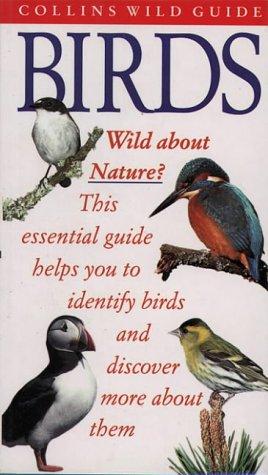 COLLINS WILD GUIDE
BIRDS
Wild about
Nature?
This
essential guide
helps you to
identify birds
and
discover
more about
them